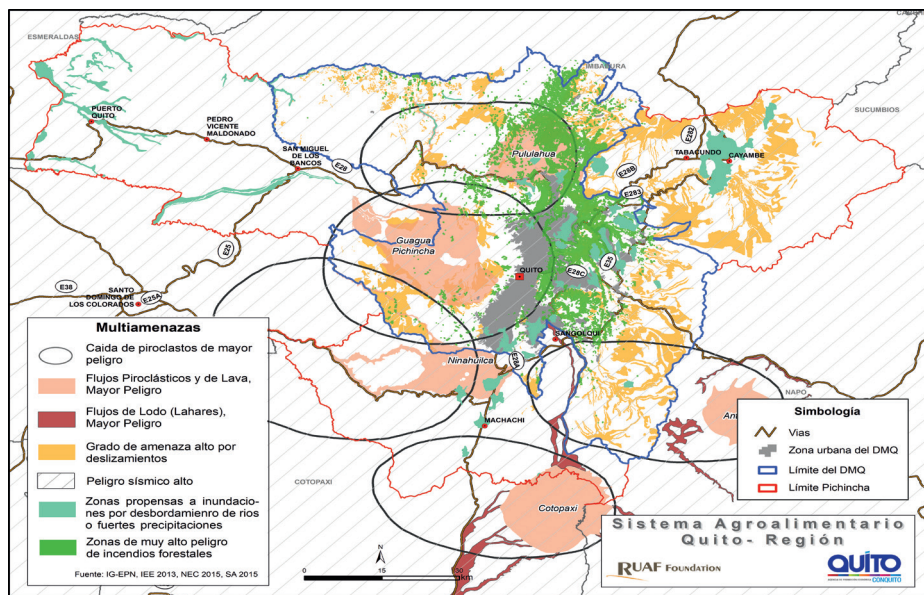 ESMERALDAS
IMBABURA
SUCUMBIOS
PUERTO
QUITO
PEDRO
VICENTE
MALDONADO
SAN MIGUEL
DE LOS
BANCOS
E28
Pululahua
E28B
E282
TABACUNDO
CAYAMBE
E283
Guagua
Pichincha
QUITO
E28C
E35
E25
E38
SANTO
DOMINGO
DE LOS COLORADOS
E25A
SANGOLQUI
Ninahuilca
MACHACHI
NAPO
COTOPAXI
Cotopaxi
Multiamenazas
Caida de piroclastos de mayor
peligro
Flujos Piroclásticos y de Lava,
Mayor Peligro
Flujos de Lodo (Lahares),
Mayor Peligro
Grado de amenaza alto por
deslizamientos
Peligro sísmico alto
Zonas propensas a inundacio-
nes por desbordamienro de rios
o fuertes precipitaciones
Zonas de muy alto peligro
de incendios forestales
Fuente: IG-EPN, IEE 2013, NEC 2015, SA 2015
N
0 15 30
km
Simbología
Vias
Zona urbana del DMQ
Límite del DMQ
Límite Pichincha
Sistema Agroalimentario
Quito- Región
RUAF FOUNDATION
QUITO
CONQUITO